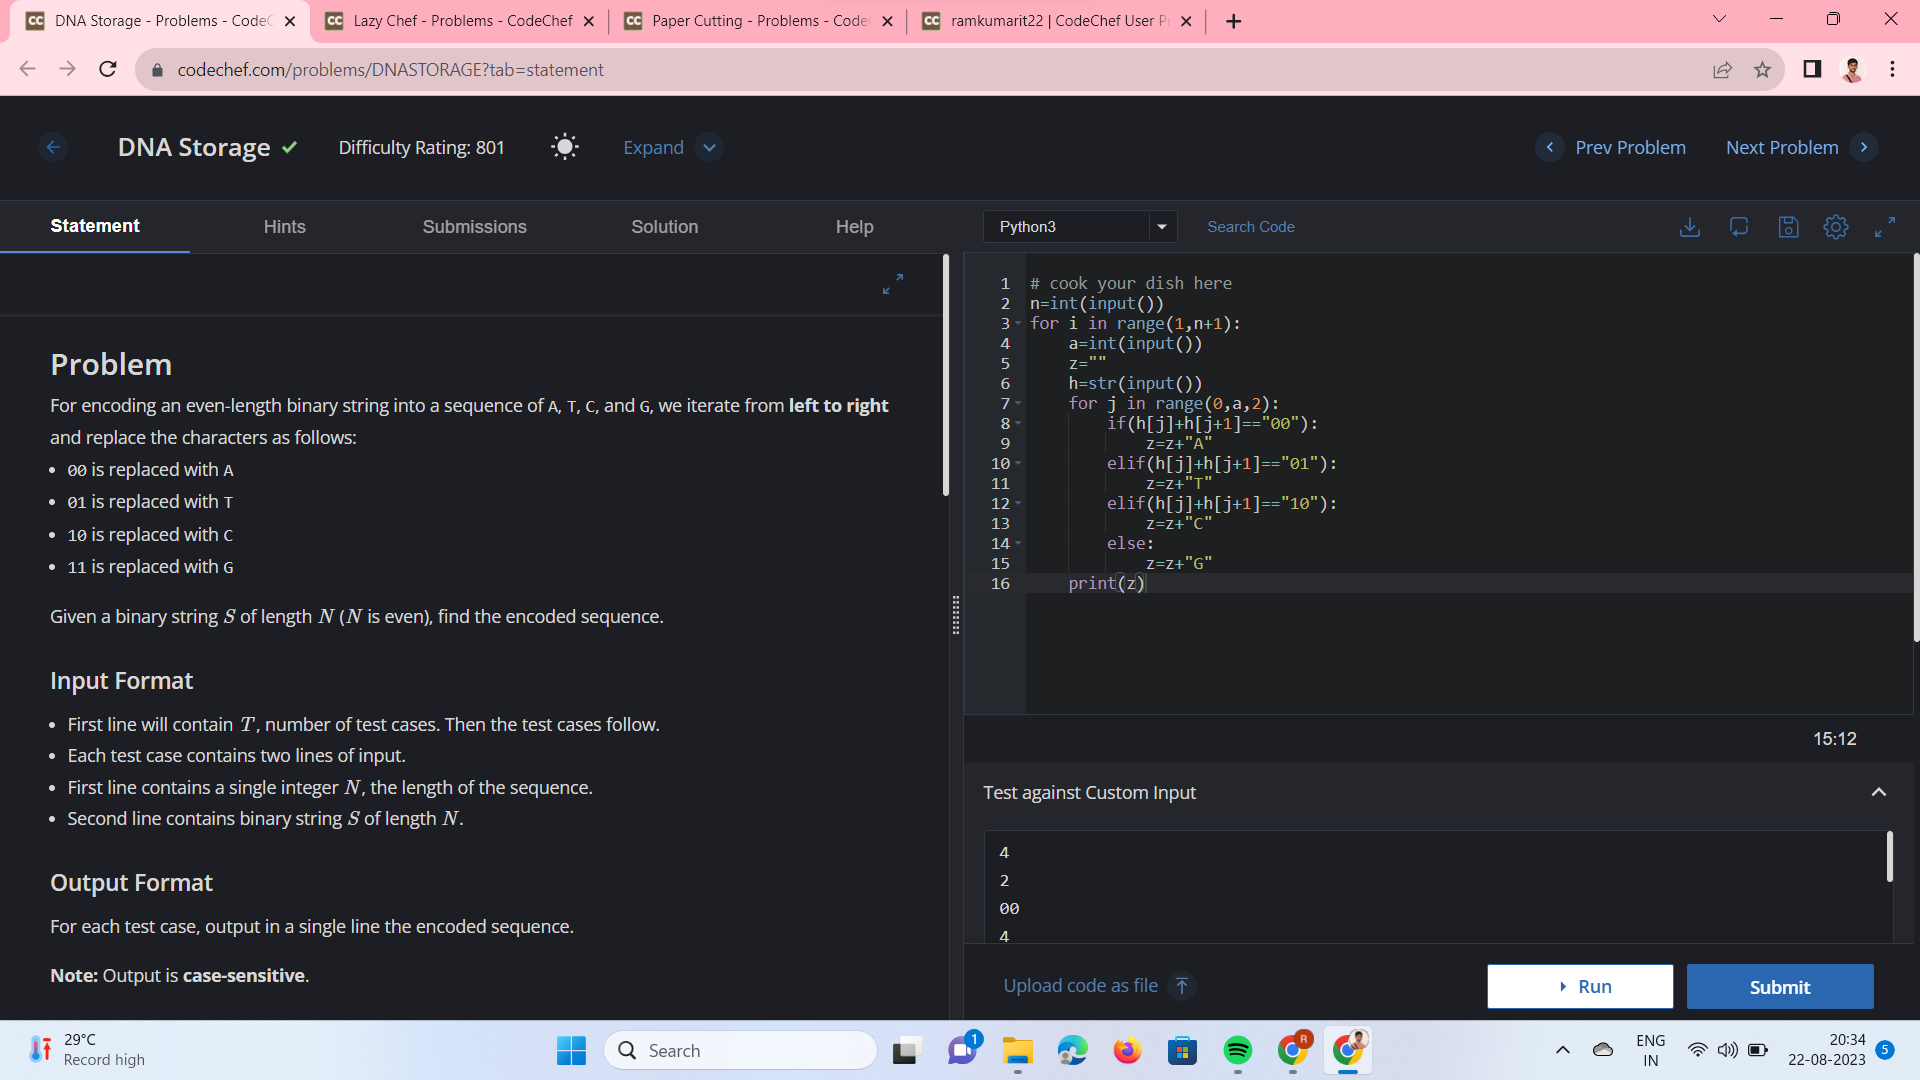 DNA Storage - Problems - CodeC
Lazy Chef - Problems - CodeChef
Paper Cutting - Problems - Code
ramkumarit22 | CodeChef User P
codechef.com/problems/DNASTORAGE?tab=statement
DNA Storage
Difficulty Rating: 801
Expand
Prev Problem
Next Problem
Statement
Hints
Submissions
Solution
Help
Python3
Search Code
Problem
For encoding an even-length binary string into a sequence of A, T, C, and G, we iterate from left to right
and replace the characters as follows:
• 00 is replaced with A
• 01 is replaced with T
• 10 is replaced with C
• 11 is replaced with G
Given a binary string S of length N (N is even), find the encoded sequence.
Input Format
• First line will contain T, number of test cases. Then the test cases follow.
• Each test case contains two lines of input.
• First line contains a single integer N, the length of the sequence.
• Second line contains binary string S of length N.
Output Format
For each test case, output in a single line the encoded sequence.
Note: Output is case-sensitive.
1 # cook your dish here
2 n=int(input())
3 for i in range(1,n+1):
4     a=int(input())
5     z=""
6     h=str(input())
7     for j in range(0,a,2):
8         if(h[j]+h[j+1]=="00"):
9             z=z+"A"
10         elif(h[j]+h[j+1]=="01"):
11             z=z+"T"
12         elif(h[j]+h[j+1]=="10"):
13             z=z+"C"
14         else:
15             z=z+"G"
16     print(z)
15:12
Test against Custom Input
4
2
00
4
Upload code as file
Run
Submit
29°C
Record high
Search
1
R
ENG
IN
20:34
22-08-2023
5